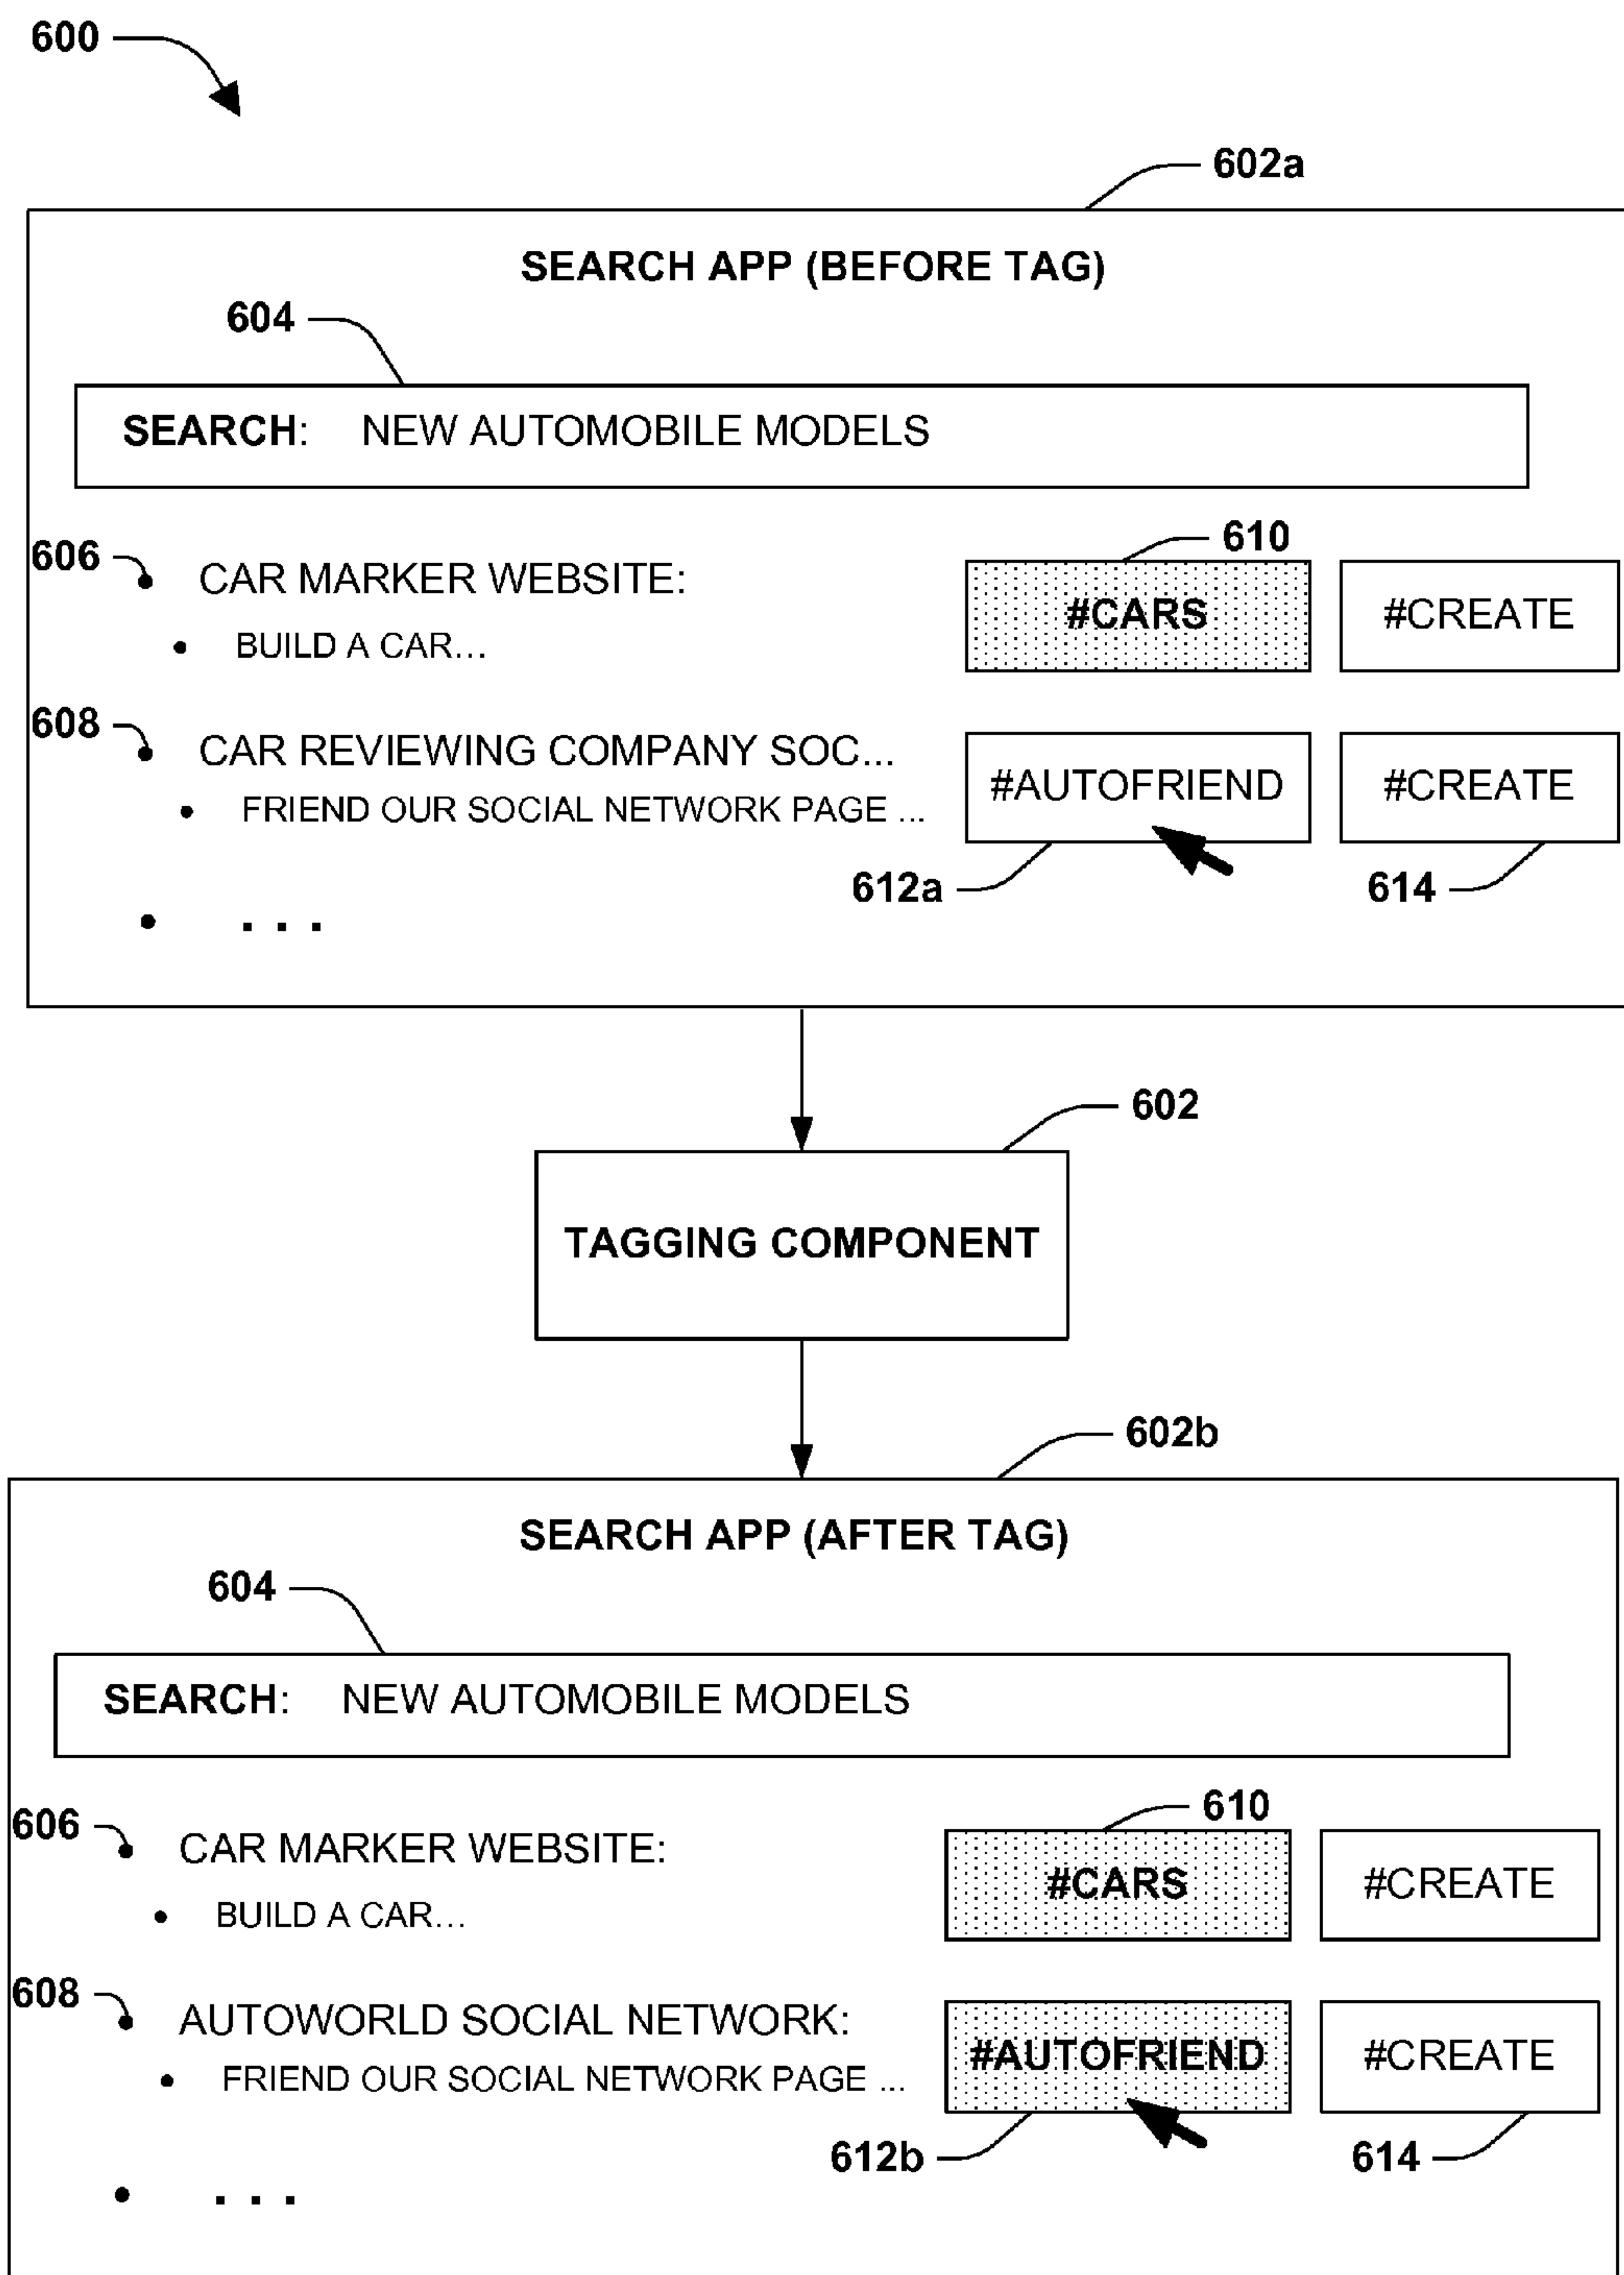 600
602a
SEARCH APP (BEFORE TAG)
604
SEARCH: NEW AUTOMOBILE MODELS
606
CAR MARKER WEBSITE:
610
#CARS
#CREATE
• BUILD A CAR...
608
CAR REVIEWING COMPANY SOC...
#AUTOFRIEND
#CREATE
• FRIEND OUR SOCIAL NETWORK PAGE ...
612a
614
• . . .
602
TAGGING COMPONENT
602b
SEARCH APP (AFTER TAG)
604
SEARCH: NEW AUTOMOBILE MODELS
606
CAR MARKER WEBSITE:
610
#CARS
#CREATE
• BUILD A CAR...
608
AUTOWORLD SOCIAL NETWORK:
#AUTOFRIEND
#CREATE
• FRIEND OUR SOCIAL NETWORK PAGE ...
612b
614
• . . .